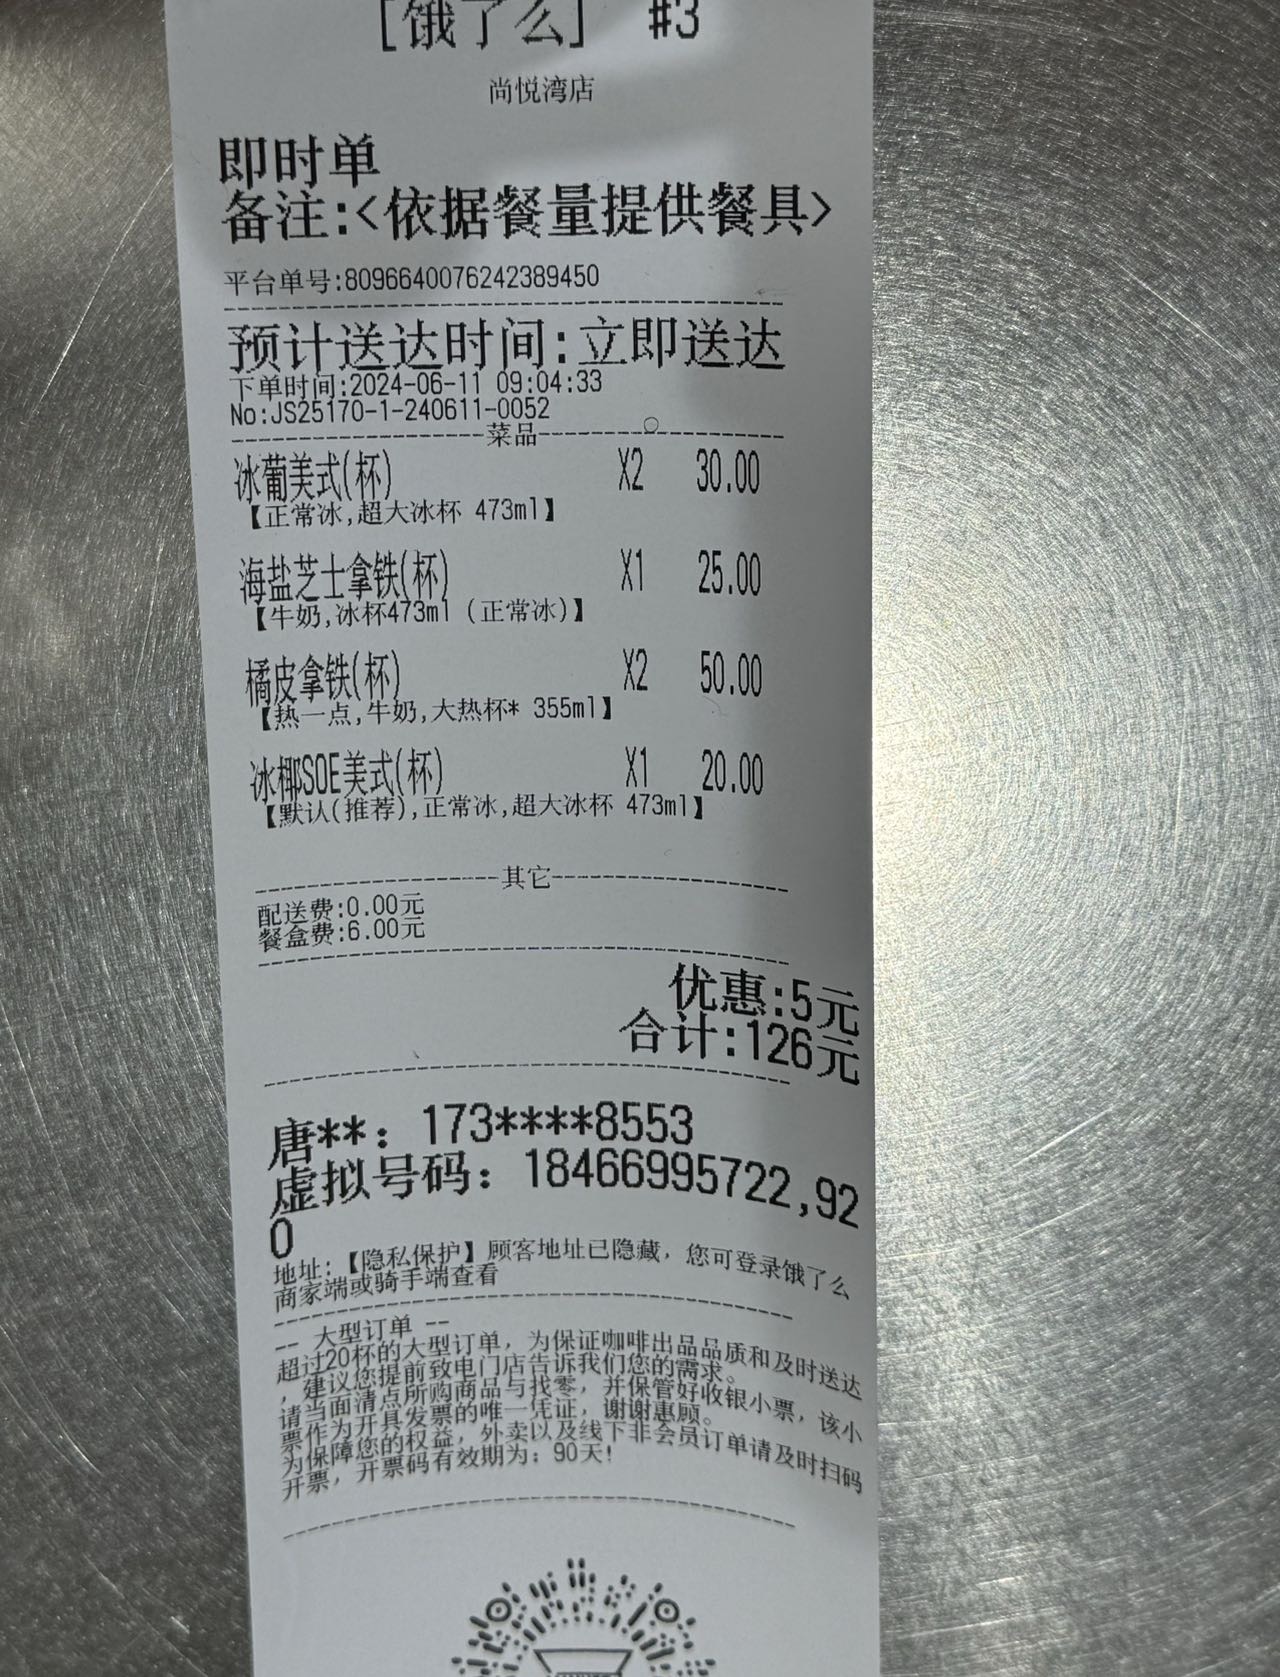 [饿了么] #3
尚悦湾店
即时单
备注:<依据餐量提供餐具>
平台单号:8096640076242389450
预计送达时间:立即送达
下单时间:2024-06-11 09:04:33
No:JS25170-1-240611-0052
菜品
冰葡美式(杯) X2 30.00
【正常冰,超大冰杯 473ml】
海盐芝士拿铁(杯) X1 25.00
【牛奶,冰杯473ml (正常冰)】
橘皮拿铁(杯) X2 50.00
【热一点,牛奶,大热杯* 355ml】
冰椰SOE美式(杯) X1 20.00
【默认(推荐),正常冰,超大冰杯 473ml】
其它
配送费:0.00元
餐盒费:6.00元
优惠:5元
合计:126元
唐**: 173****8553
虚拟号码: 18466995722,92
0
地址:【隐私保护】顾客地址已隐藏, 您可登录饿了么
商家端或骑手端查看
-- 大型订单 --
超过20杯的大型订单, 为保证咖啡出品品质和及时送达
, 建议您提前致电门店告诉我们您的需求。
请当面清点所购商品与找零, 并保管好收银小票, 该小
票作为开具发票的唯一凭证, 谢谢惠顾。
为保障您的权益, 外卖以及线下非会员订单请及时扫码
开票, 开票码有效期为: 90天!